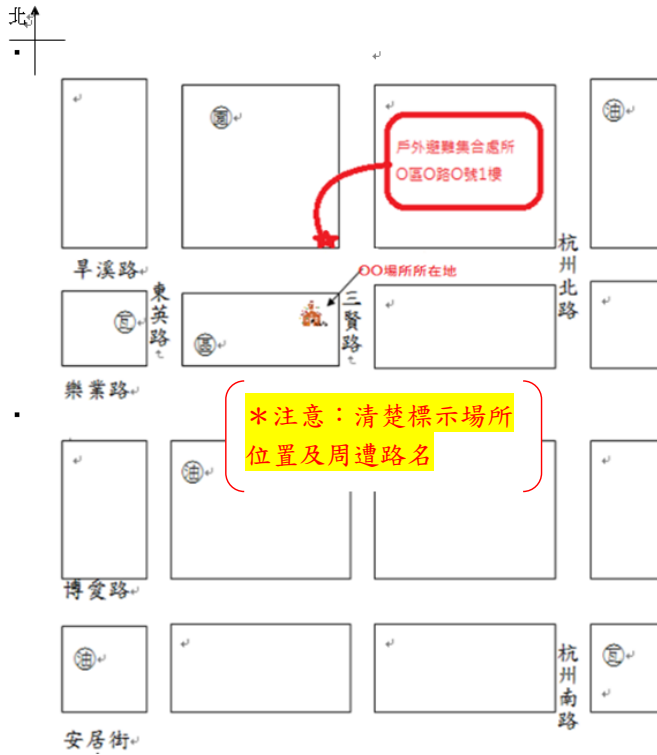 北
園
油
戶外避難集合處所
O區O路O號1樓
杭州北路
旱溪路
OO場所所在地
東英路
三賢路
瓦
區
樂業路
＊注意：清楚標示場所
位置及周遭路名
油
博愛路
油
杭州南路
瓦
安居街